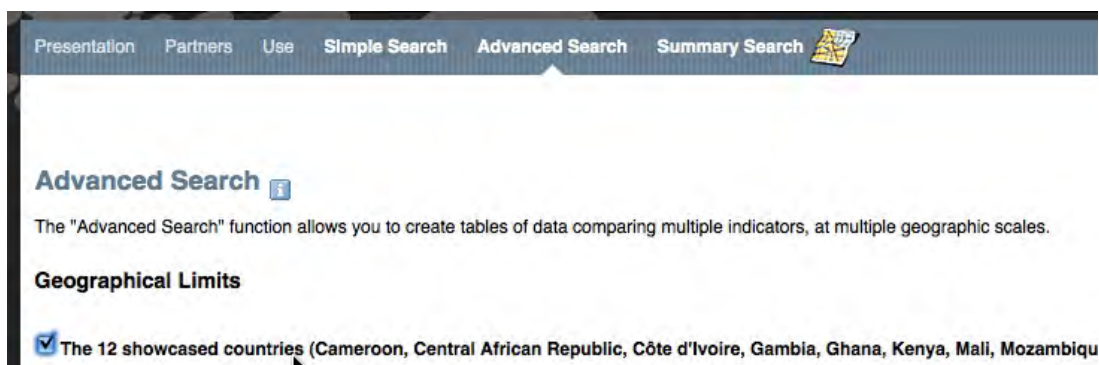 Presentation Partners Use Simple Search Advanced Search Summary Search
Advanced Search
The "Advanced Search" function allows you to create tables of data comparing multiple indicators, at multiple geographic scales.
Geographical Limits
The 12 showcased countries (Cameroon, Central African Republic, Côte d'Ivoire, Gambia, Ghana, Kenya, Mali, Mozambiqu